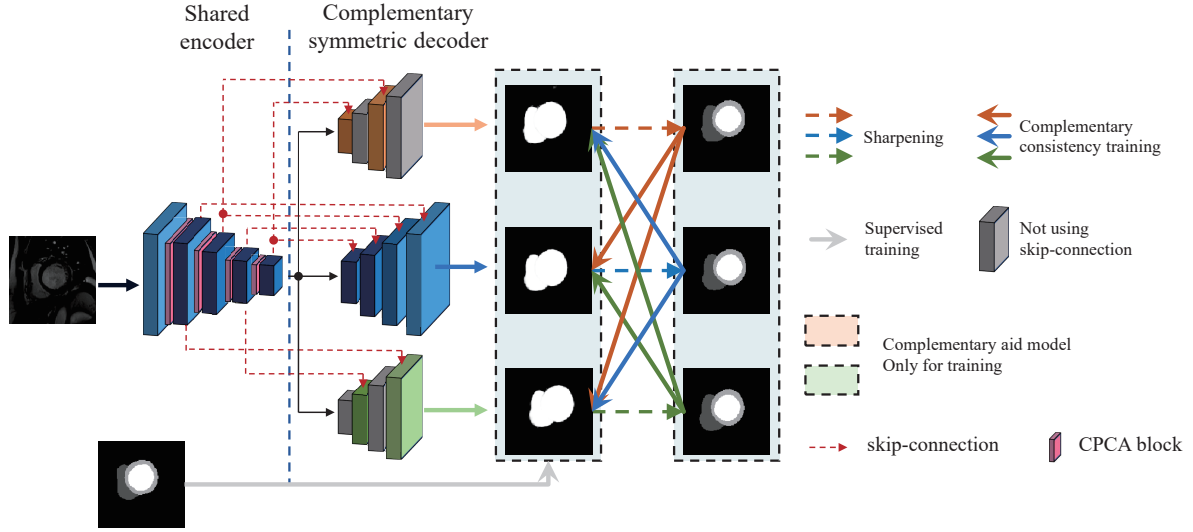 Shared
encoder
Complementary
symmetric decoder
Sharpening
Complementary
consistency training
Supervised
training
Not using
skip-connection
Complementary aid model
Only for training
skip-connection
CPCA block